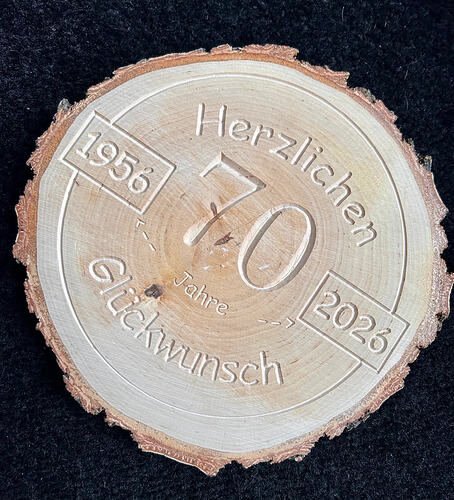 Herzlichen
1956
70
Jahre
2026
Glückwunsch